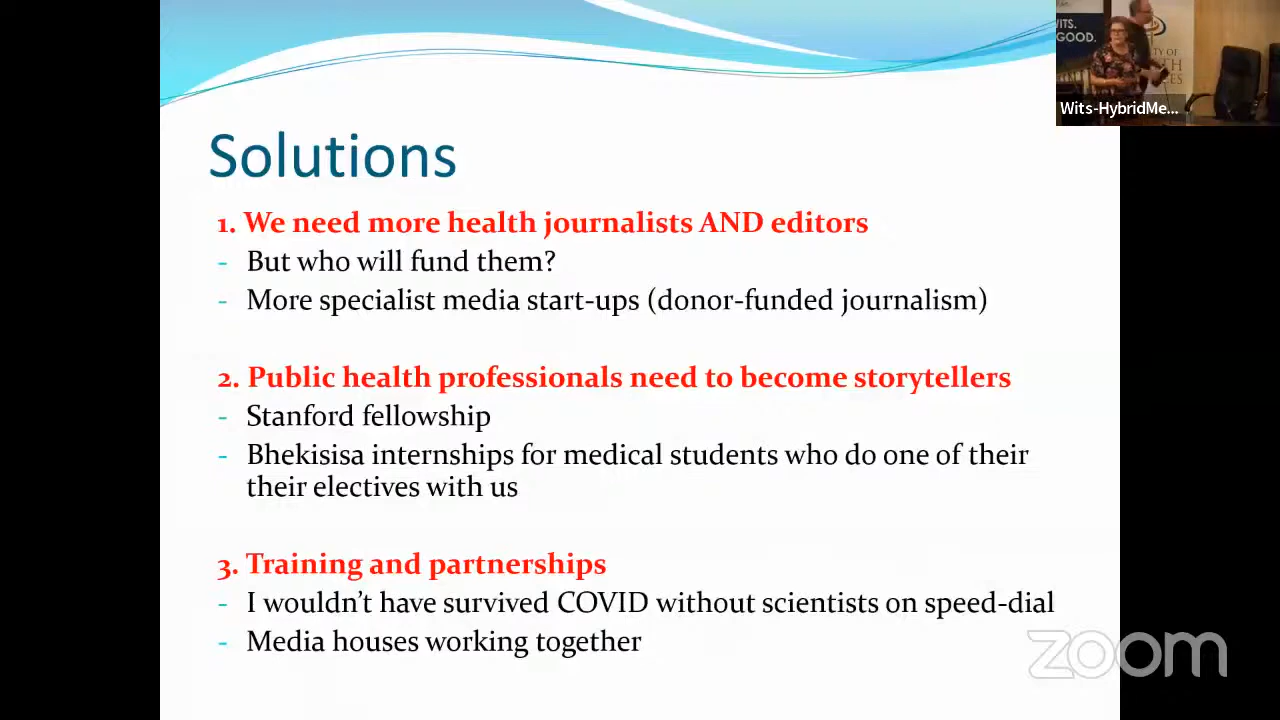 Solutions
1. We need more health journalists AND editors
- But who will fund them?
- More specialist media start-ups (donor-funded journalism)
2. Public health professionals need to become storytellers
- Stanford fellowship
- Bhekisisa internships for medical students who do one of their
their electives with us
3. Training and partnerships
- I wouldn't have survived COVID without scientists on speed-dial
- Media houses working together
zoom
GOOD.
Wits-HybridMe...